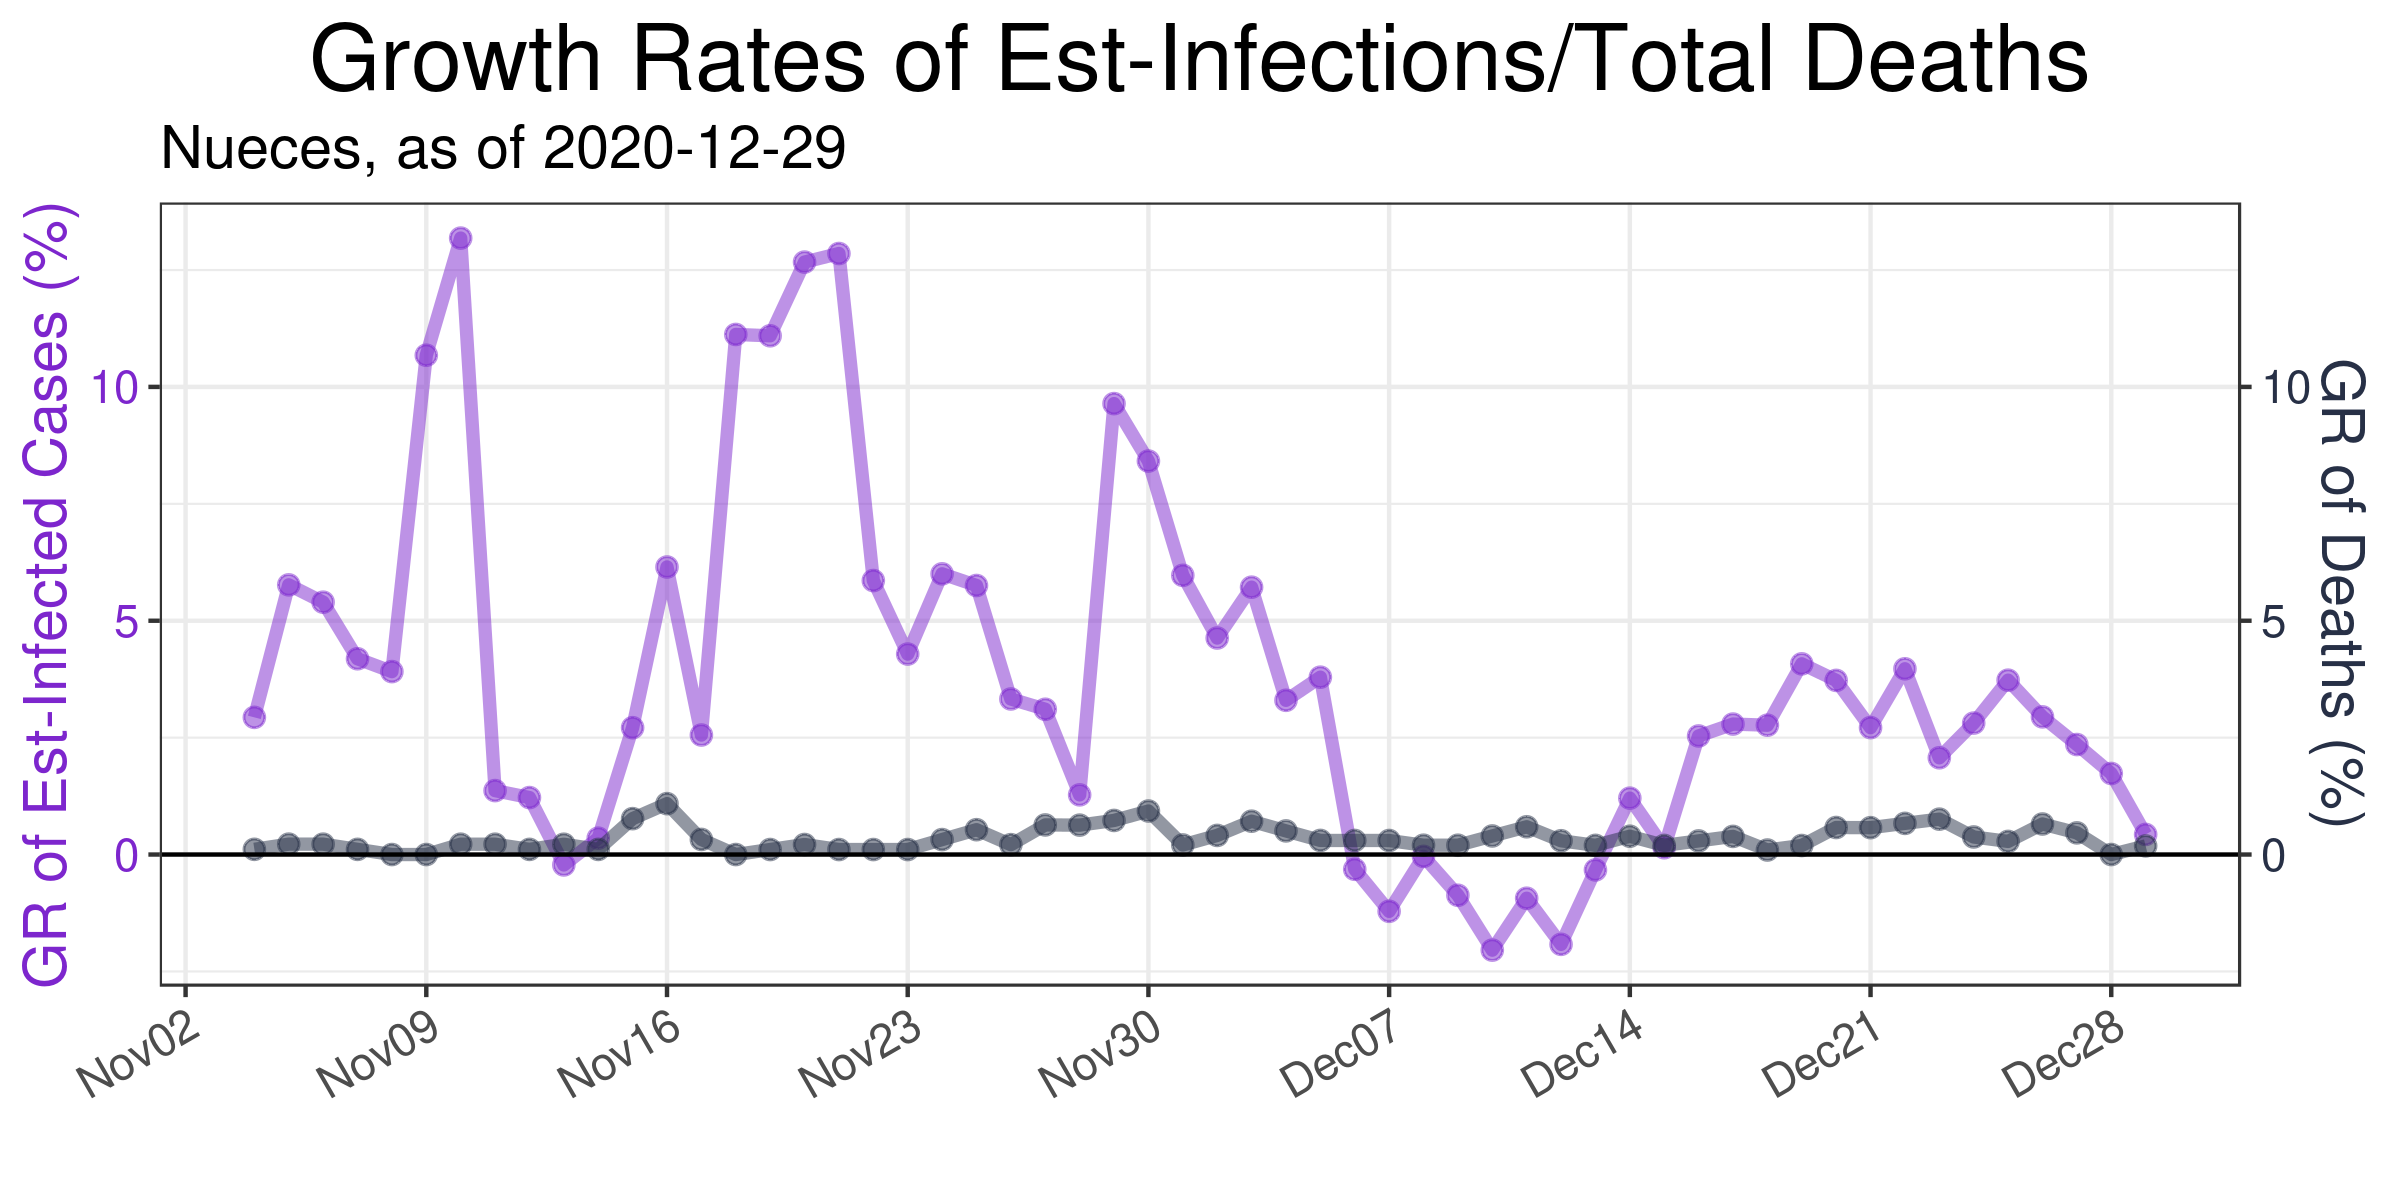 Growth Rates of Est-Infections/Total Deaths
Nueces, as of 2020-12-29
GR of Est-Infected Cases (%)
10
5
0
10
5
0
GR of Deaths (%)
Nov02
Nov09
Nov16
Nov23
Nov30
Dec07
Dec14
Dec21
Dec28